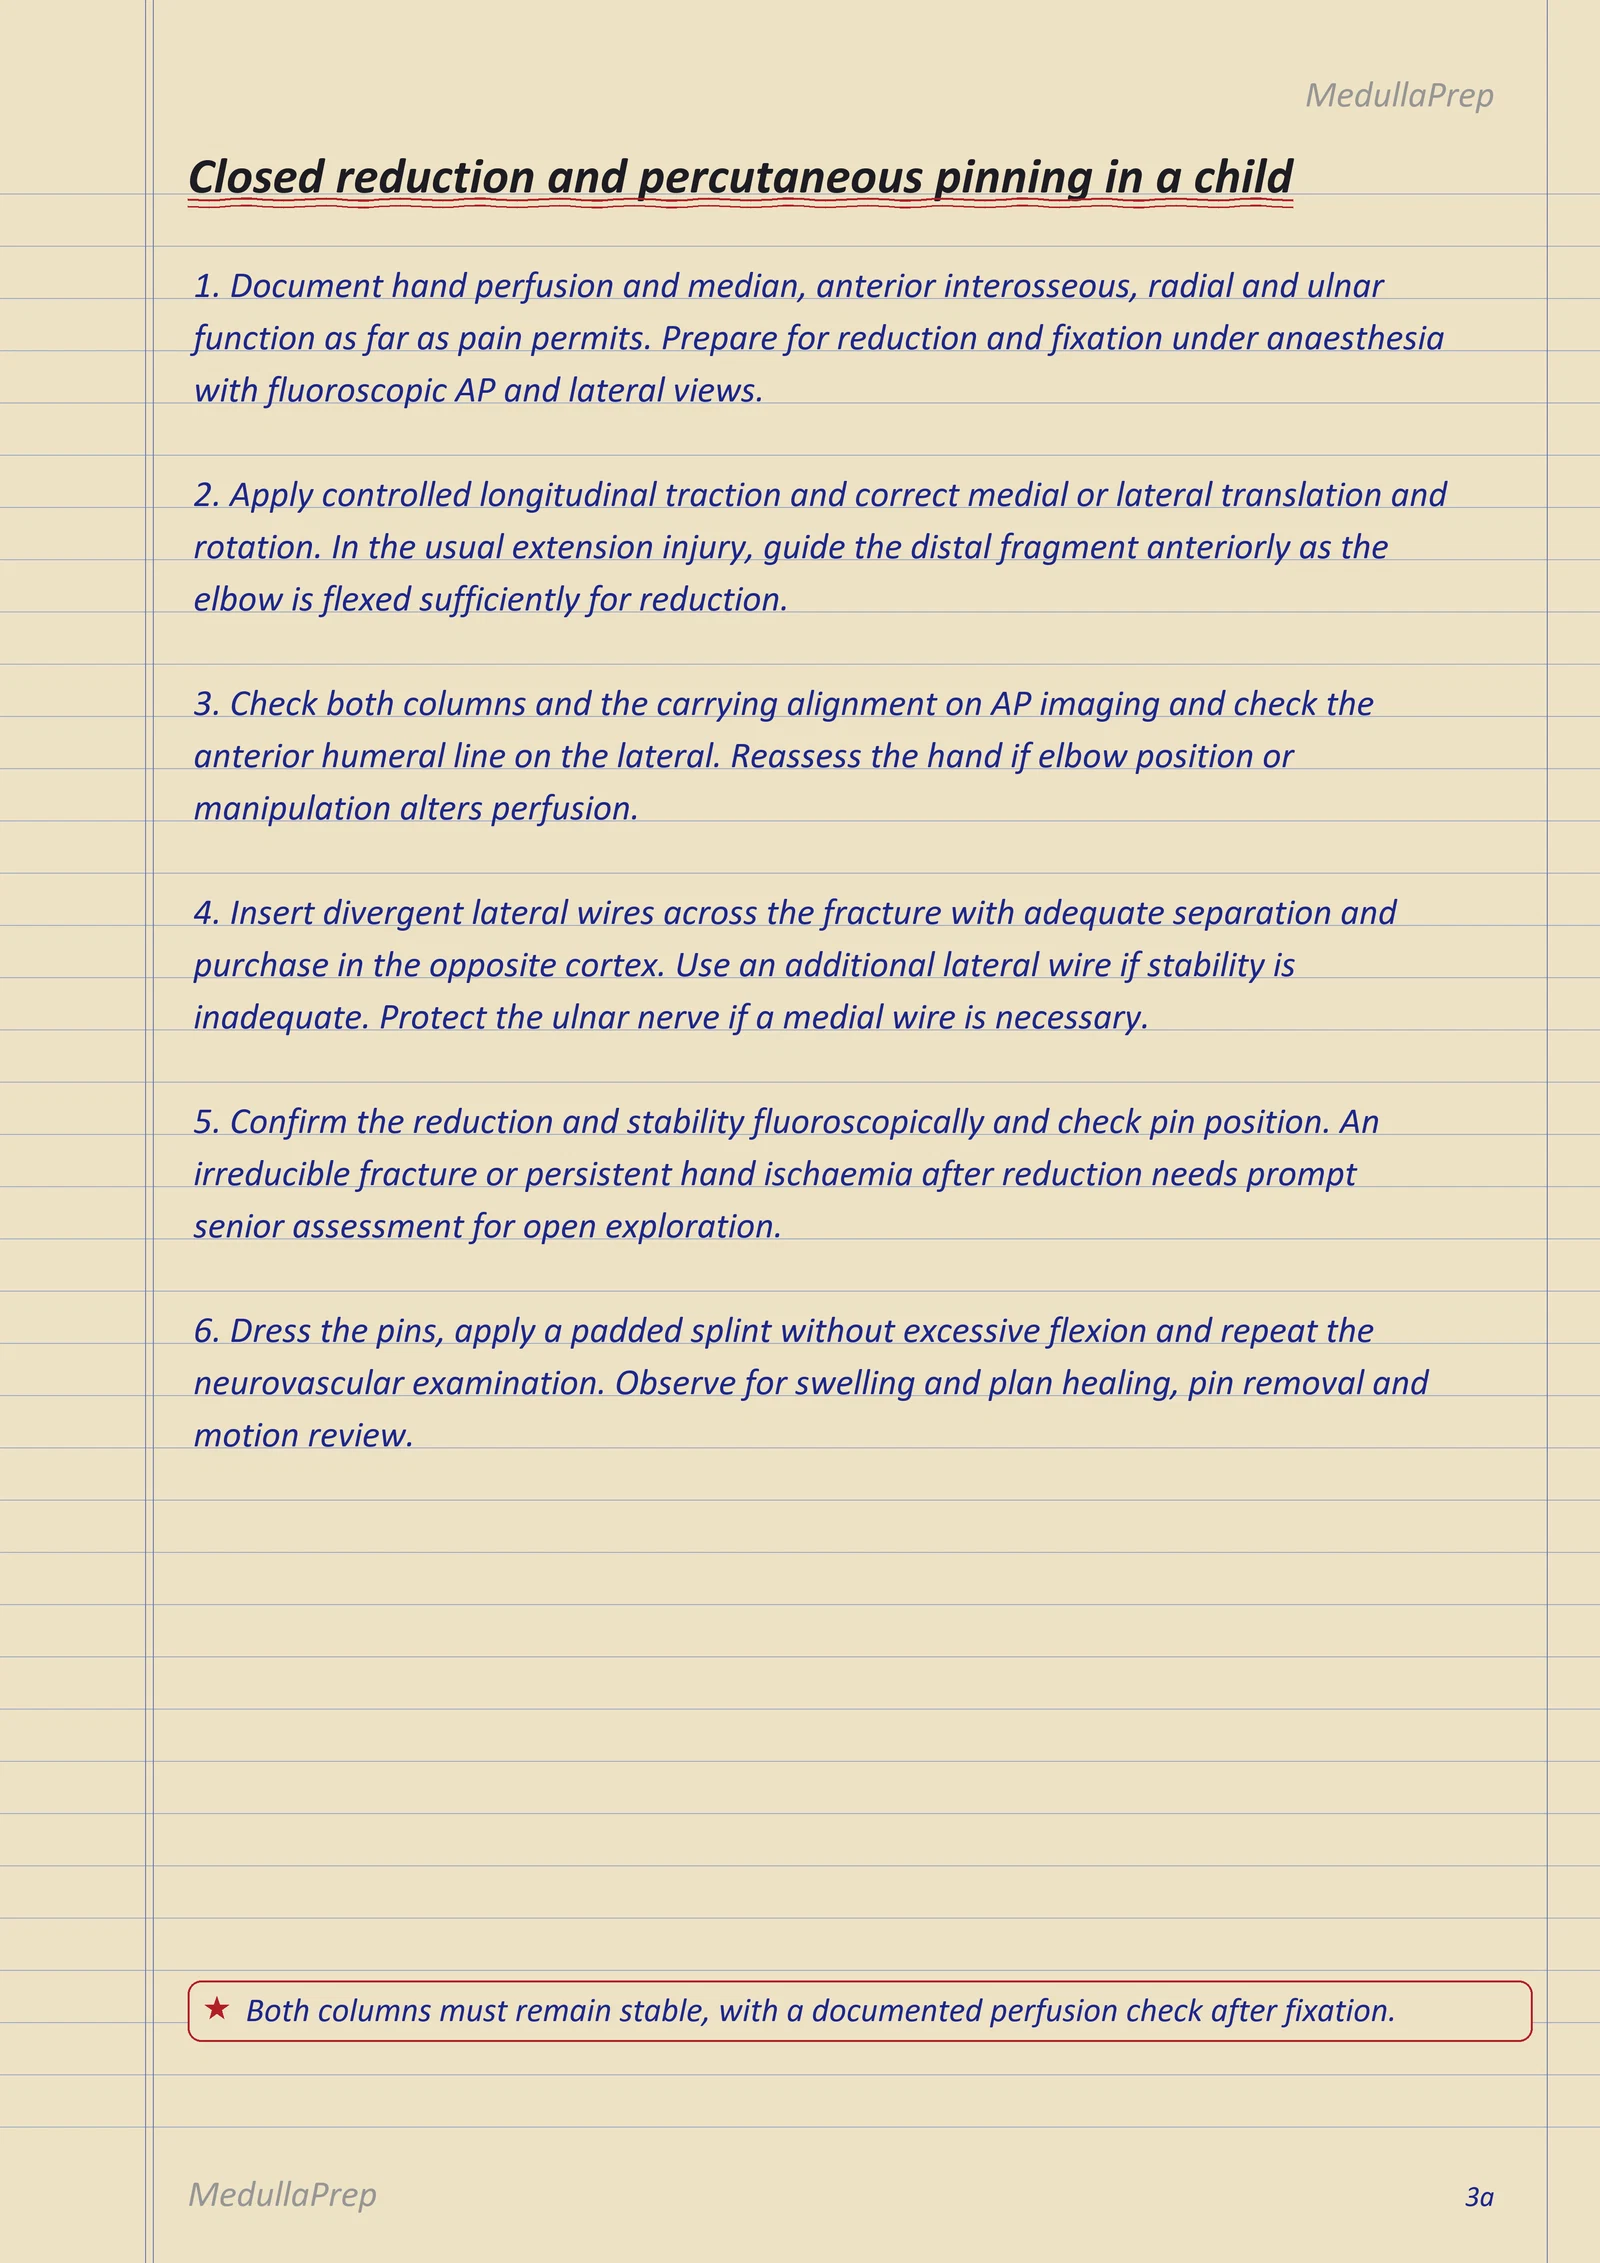 MedullaPrep
Closed reduction and percutaneous pinning in a child
1. Document hand perfusion and median, anterior interosseous, radial and ulnar
function as far as pain permits. Prepare for reduction and fixation under anaesthesia
with fluoroscopic AP and lateral views.
2. Apply controlled longitudinal traction and correct medial or lateral translation and
rotation. In the usual extension injury, guide the distal fragment anteriorly as the
elbow is flexed sufficiently for reduction.
3. Check both columns and the carrying alignment on AP imaging and check the
anterior humeral line on the lateral. Reassess the hand if elbow position or
manipulation alters perfusion.
4. Insert divergent lateral wires across the fracture with adequate separation and
purchase in the opposite cortex. Use an additional lateral wire if stability is
inadequate. Protect the ulnar nerve if a medial wire is necessary.
5. Confirm the reduction and stability fluoroscopically and check pin position. An
irreducible fracture or persistent hand ischaemia after reduction needs prompt
senior assessment for open exploration.
6. Dress the pins, apply a padded splint without excessive flexion and repeat the
neurovascular examination. Observe for swelling and plan healing, pin removal and
motion review.
★ Both columns must remain stable, with a documented perfusion check after fixation.
MedullaPrep
3a